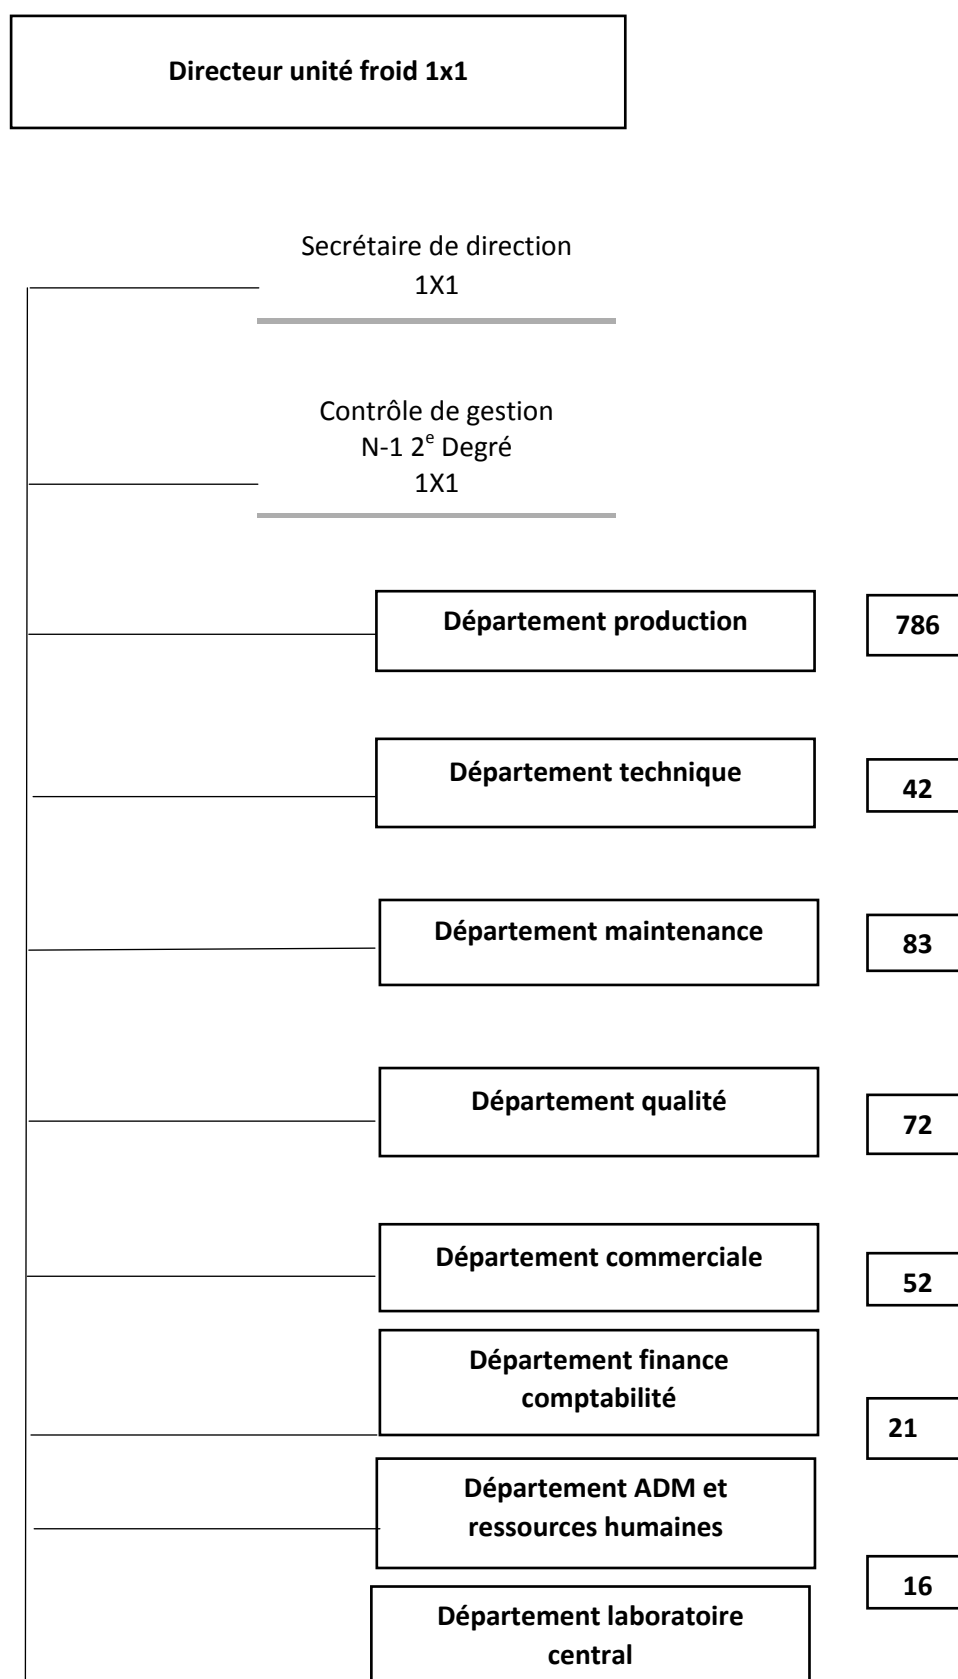 Directeur unité froid 1x1
Secrétaire de direction
1X1
Contrôle de gestion
N-1 2e Degré
1X1
Département production
786
Département technique
42
Département maintenance
83
Département qualité
72
Département commerciale
52
Département finance
comptabilité
21
Département ADM et
ressources humaines
16
Département laboratoire
central